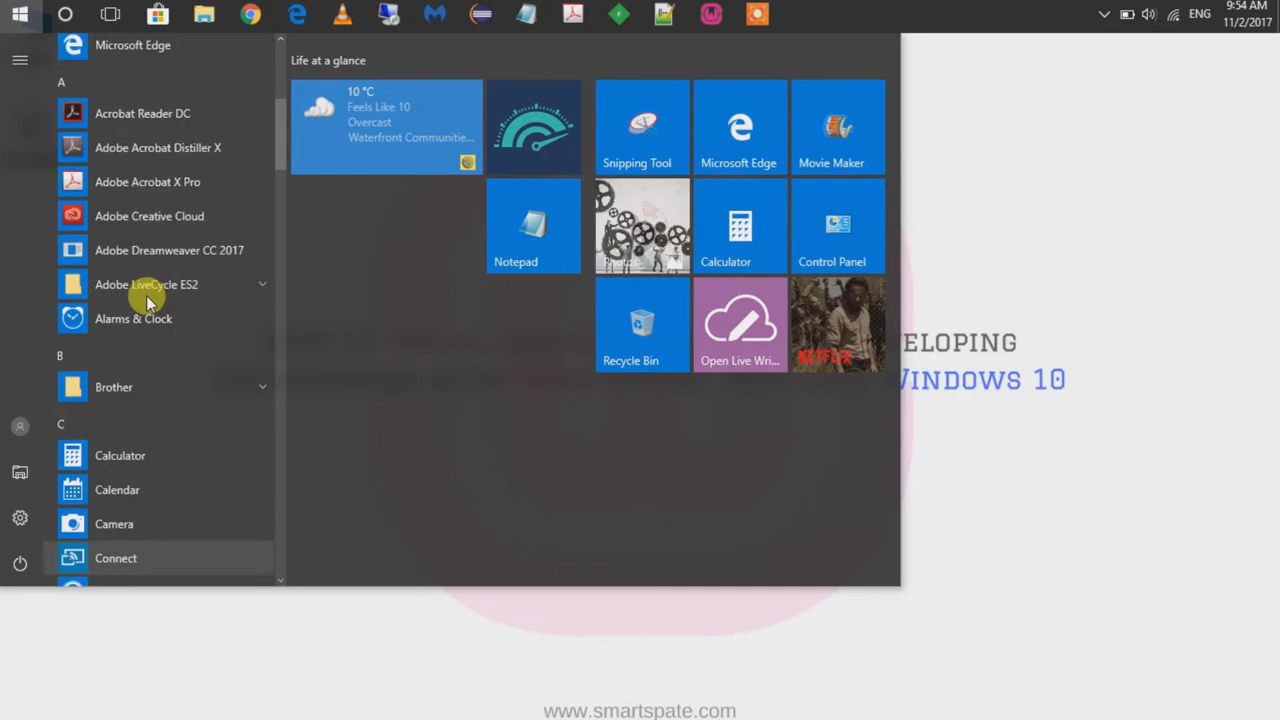 ENG
9:54 AM
11/2/2017
Microsoft Edge
A
Acrobat Reader DC
Adobe Acrobat Distiller X
Adobe Acrobat X Pro
Adobe Creative Cloud
Adobe Dreamweaver CC 2017
Adobe LiveCycle ES2
Alarms & Clock
B
Brother
C
Calculator
Calendar
Camera
Connect
Life at a glance
10 °C
Feels Like 10
Overcast
Waterfront Communitie...
Snipping Tool
Microsoft Edge
Movie Maker
Notepad
Photos
Calculator
Control Panel
Recycle Bin
Open Live Wri...
NETFLIX
VELOPING
WINDOWS 10
www.smartspate.com